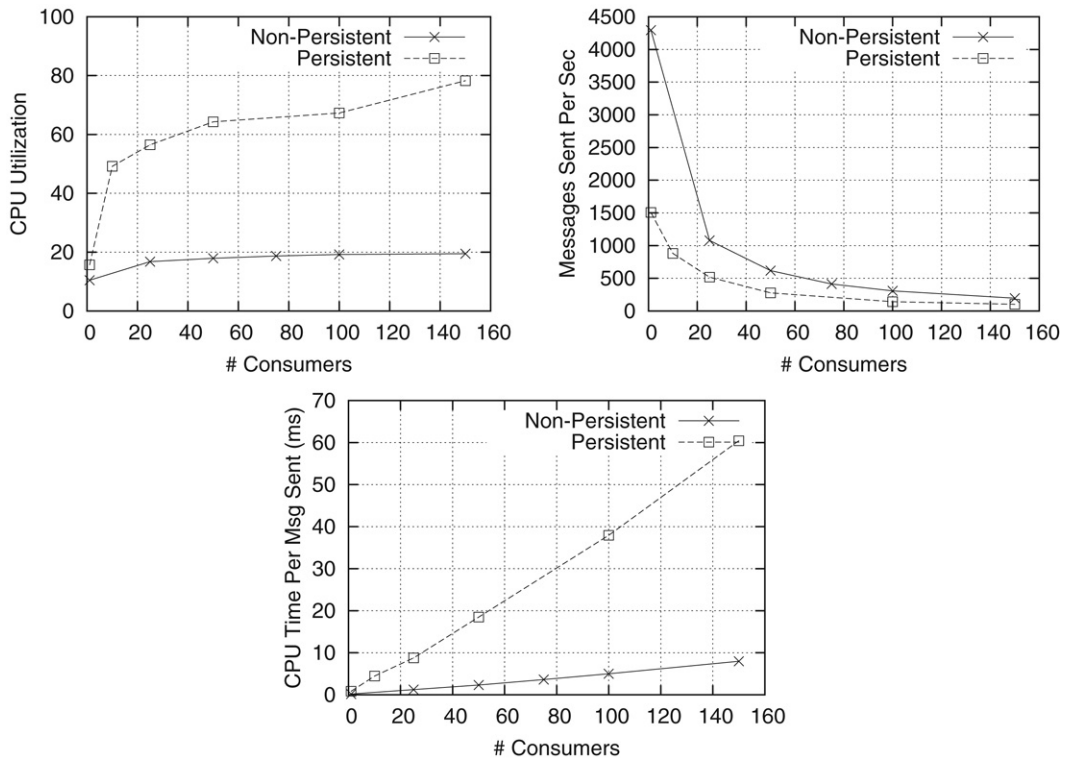 100
80
60
40
20
0
CPU Utilization
Non-Persistent
Persistent
0 20 40 60 80 100 120 140 160
# Consumers
4500
4000
3500
3000
2500
2000
1500
1000
500
0
Messages Sent Per Sec
Non-Persistent
Persistent
0 20 40 60 80 100 120 140 160
# Consumers
70
60
50
40
30
20
10
0
CPU Time Per Msg Sent (ms)
Non-Persistent
Persistent
0 20 40 60 80 100 120 140 160
# Consumers